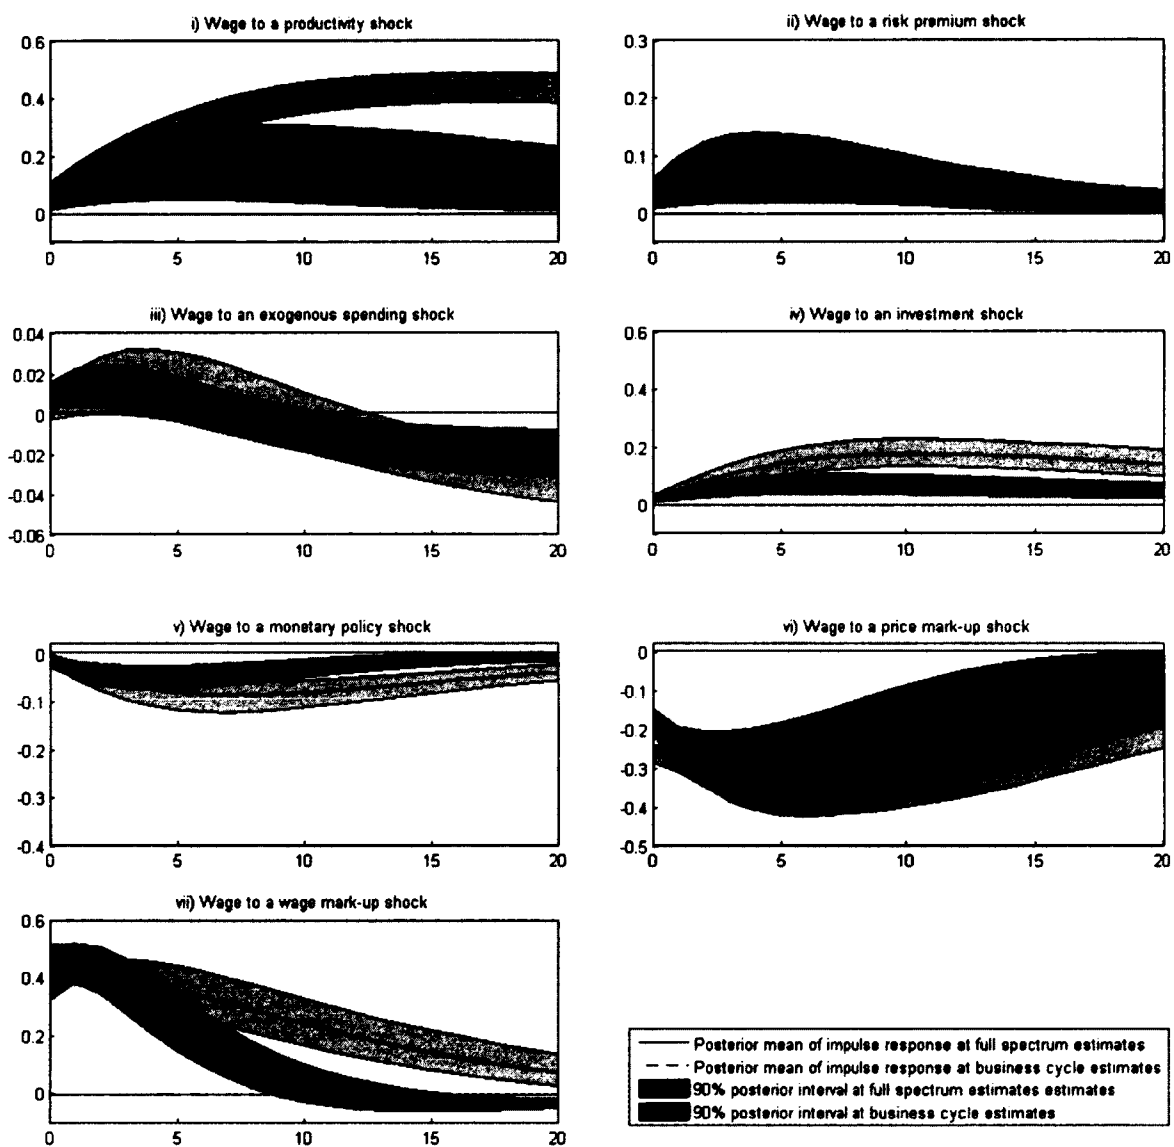 i) Wage to a productivity shock
0.6
0.4
0.2
0
0 5 10 15 20
ii) Wage to a risk premium shock
0.3
0.2
0.1
0
0 5 10 15 20
iii) Wage to an exogenous spending shock
0.04
0.02
0
-0.02
-0.04
-0.06
0 5 10 15 20
iv) Wage to an investment shock
0.6
0.4
0.2
0
0 5 10 15 20
v) Wage to a monetary policy shock
0
-0.1
-0.2
-0.3
-0.4
0 5 10 15 20
vi) Wage to a price mark-up shock
0
-0.1
-0.2
-0.3
-0.4
-0.5
0 5 10 15 20
vii) Wage to a wage mark-up shock
0.6
0.4
0.2
0
0 5 10 15 20
Posterior mean of impulse response at full spectrum estimates
Posterior mean of impulse response at business cycle estimates
90% posterior interval at full spectrum estimates estimates
90% posterior interval at business cycle estimates